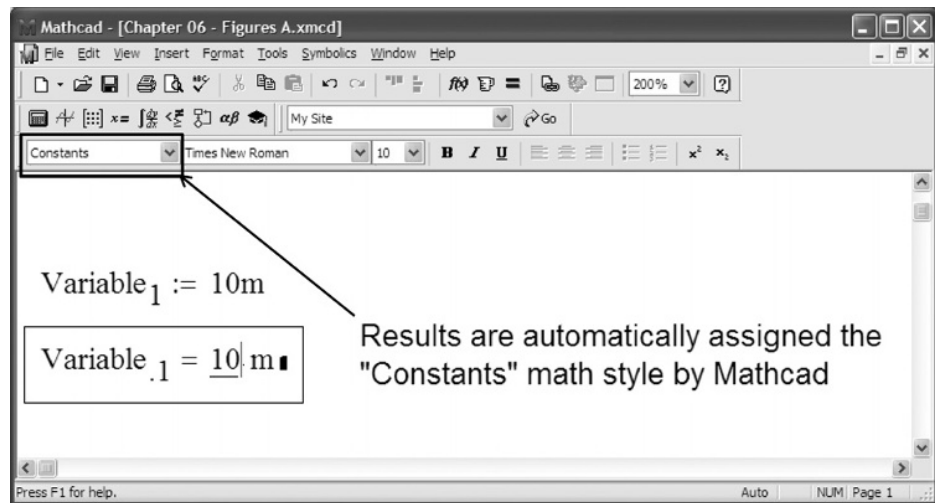 Mathcad - [Chapter 06 - Figures A.xmcd]
File Edit View Insert Format Tools Symbolics Window Help
200%
My Site Go
Constants Times New Roman 10 B I U x² x₂
Variable₁ := 10m
Variable .₁ = 10 m
Results are automatically assigned the
"Constants" math style by Mathcad
Press F1 for help. Auto NUM Page 1